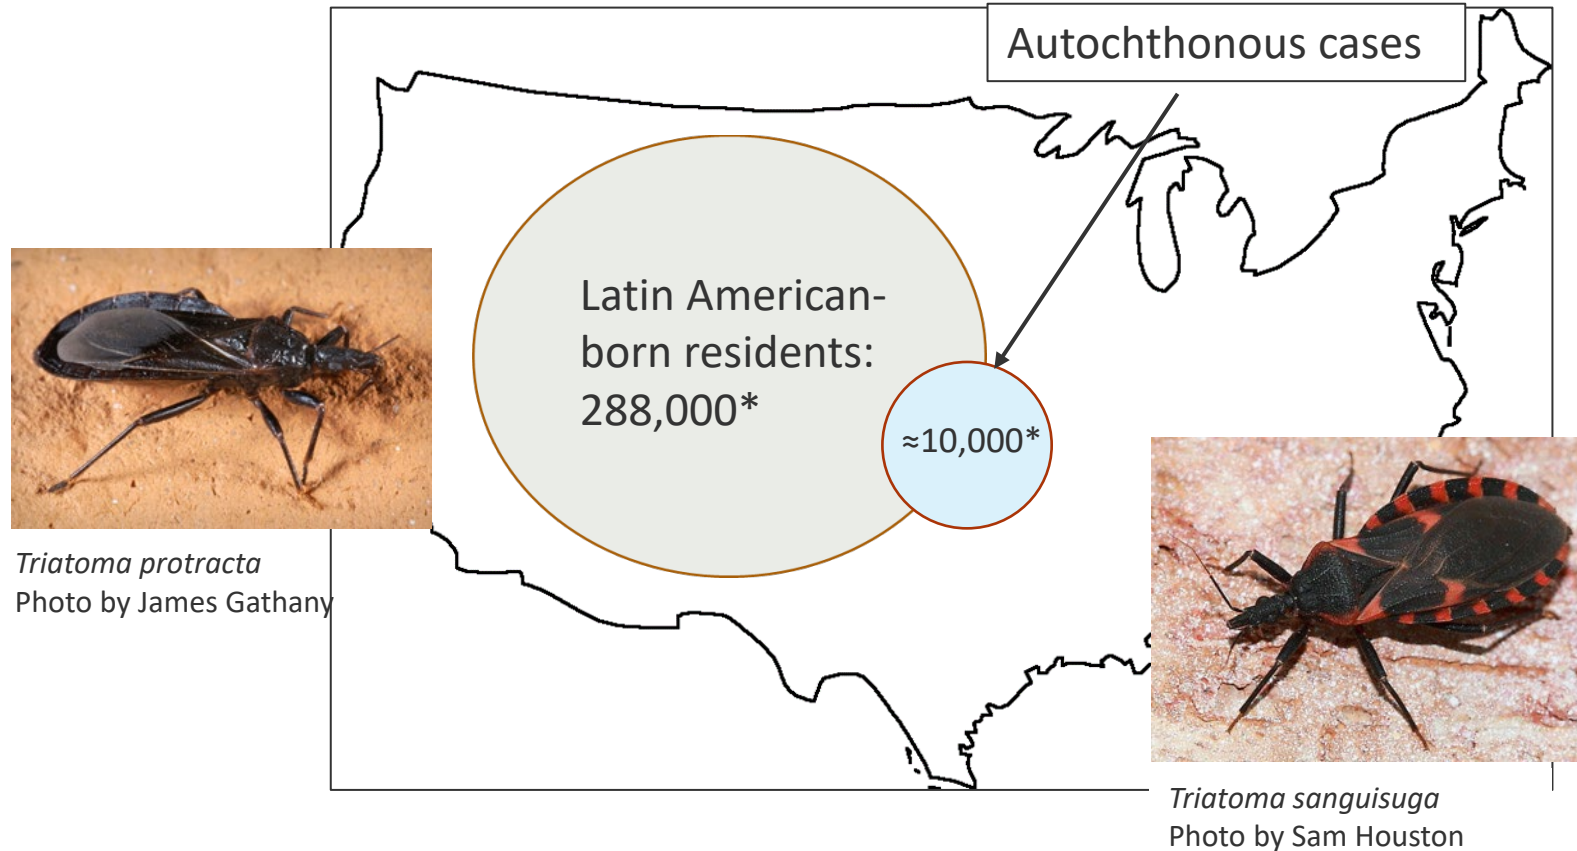 Autochthonous cases
Latin American-
born residents:
288,000*
≈10,000*
Triatoma protracta
Photo by James Gathany
Triatoma sanguisuga
Photo by Sam Houston